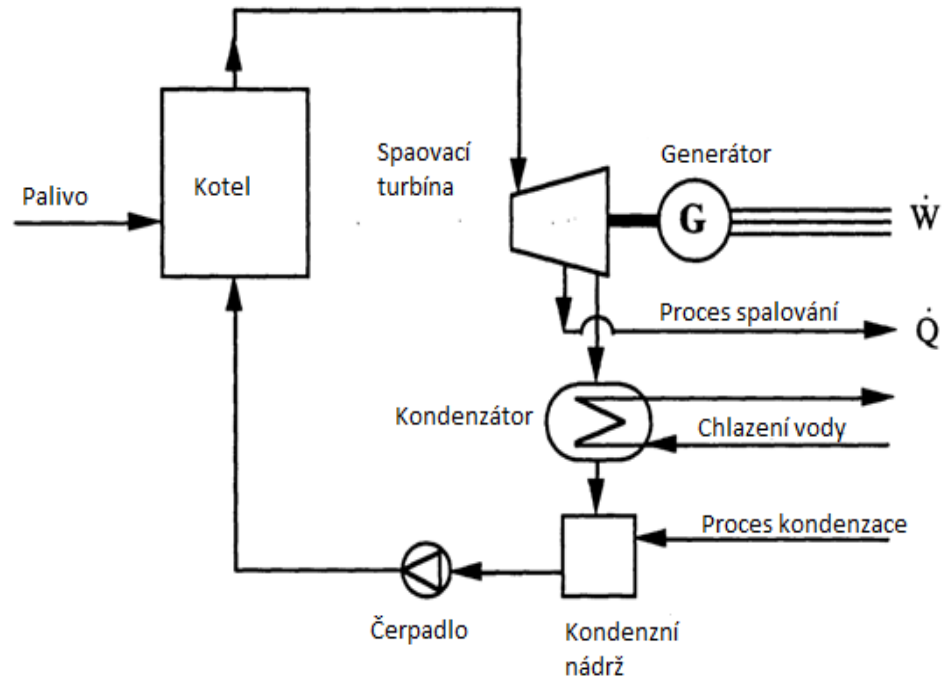 Spaovací
turbína
Generátor
Palivo
Kotel
G
Ẇ
Proces spalování
Q̇
Kondenzátor
Chlazení vody
Proces kondenzace
Čerpadlo
Kondenzní
nádrž